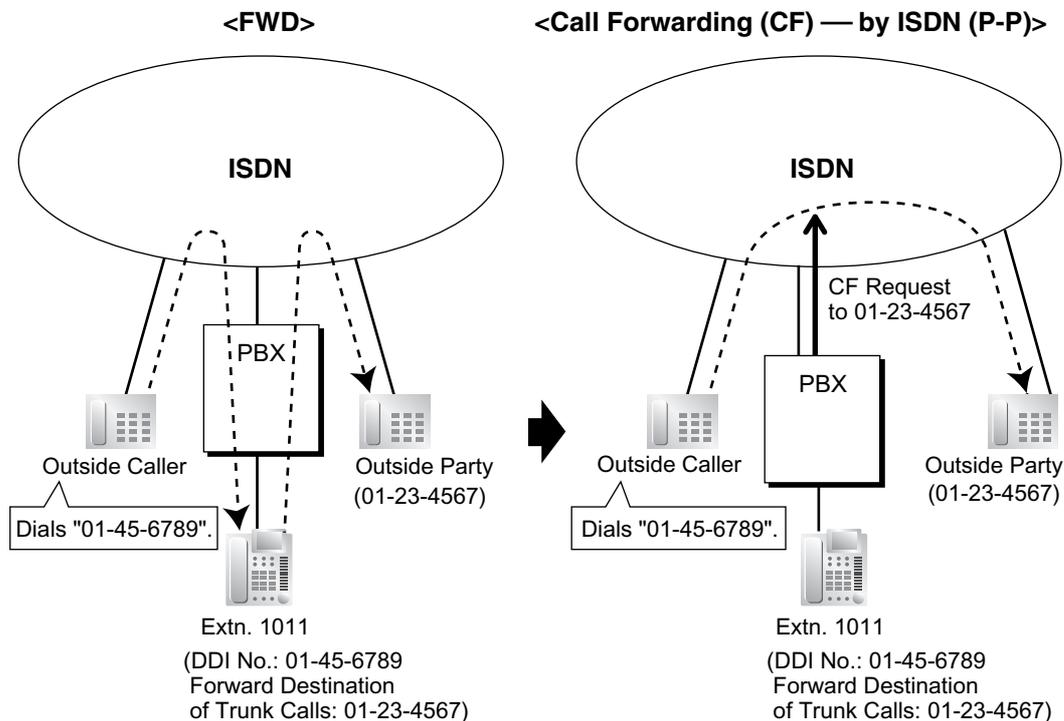 <FWD>
ISDN
PBX
Outside Caller
Dials "01-45-6789".
Outside Party
(01-23-4567)
Extn. 1011
(DDI No.: 01-45-6789
Forward Destination
of Trunk Calls: 01-23-4567)
<Call Forwarding (CF) — by ISDN (P-P)>
ISDN
CF Request
to 01-23-4567
PBX
Outside Caller
Dials "01-45-6789".
Outside Party
(01-23-4567)
Extn. 1011
(DDI No.: 01-45-6789
Forward Destination
of Trunk Calls: 01-23-4567)